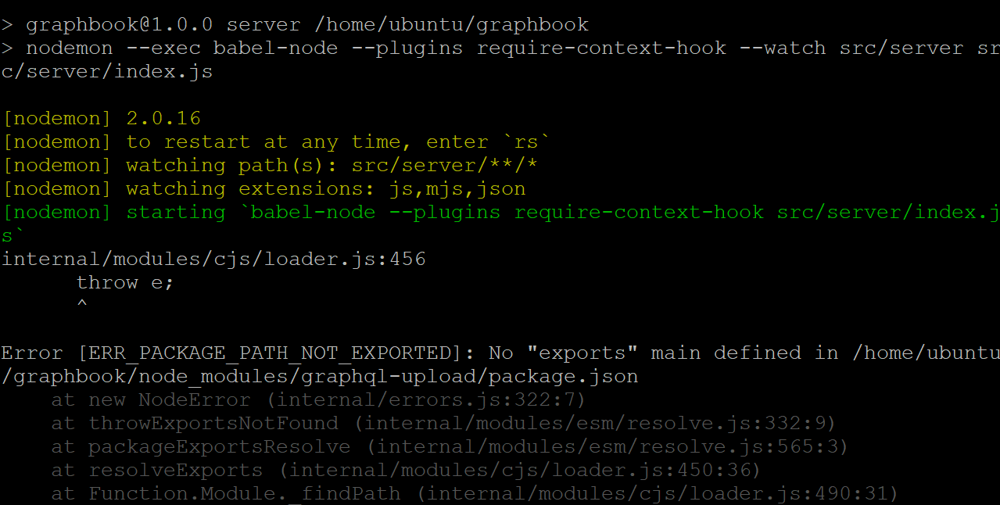 > graphbook@1.0.0 server /home/ubuntu/graphbook
> nodemon --exec babel-node --plugins require-context-hook --watch src/server sr
c/server/index.js
[nodemon] 2.0.16
[nodemon] to restart at any time, enter `rs`
[nodemon] watching path(s): src/server/**/*
[nodemon] watching extensions: js,mjs,json
[nodemon] starting `babel-node --plugins require-context-hook src/server/index.j
s`
internal/modules/cjs/loader.js:456
      throw e;
      ^
Error [ERR_PACKAGE_PATH_NOT_EXPORTED]: No "exports" main defined in /home/ubuntu
/graphbook/node_modules/graphql-upload/package.json
    at new NodeError (internal/errors.js:322:7)
    at throwExportsNotFound (internal/modules/esm/resolve.js:332:9)
    at packageExportsResolve (internal/modules/esm/resolve.js:565:3)
    at resolveExports (internal/modules/cjs/loader.js:450:36)
    at Function.Module._findPath (internal/modules/cjs/loader.js:490:31)